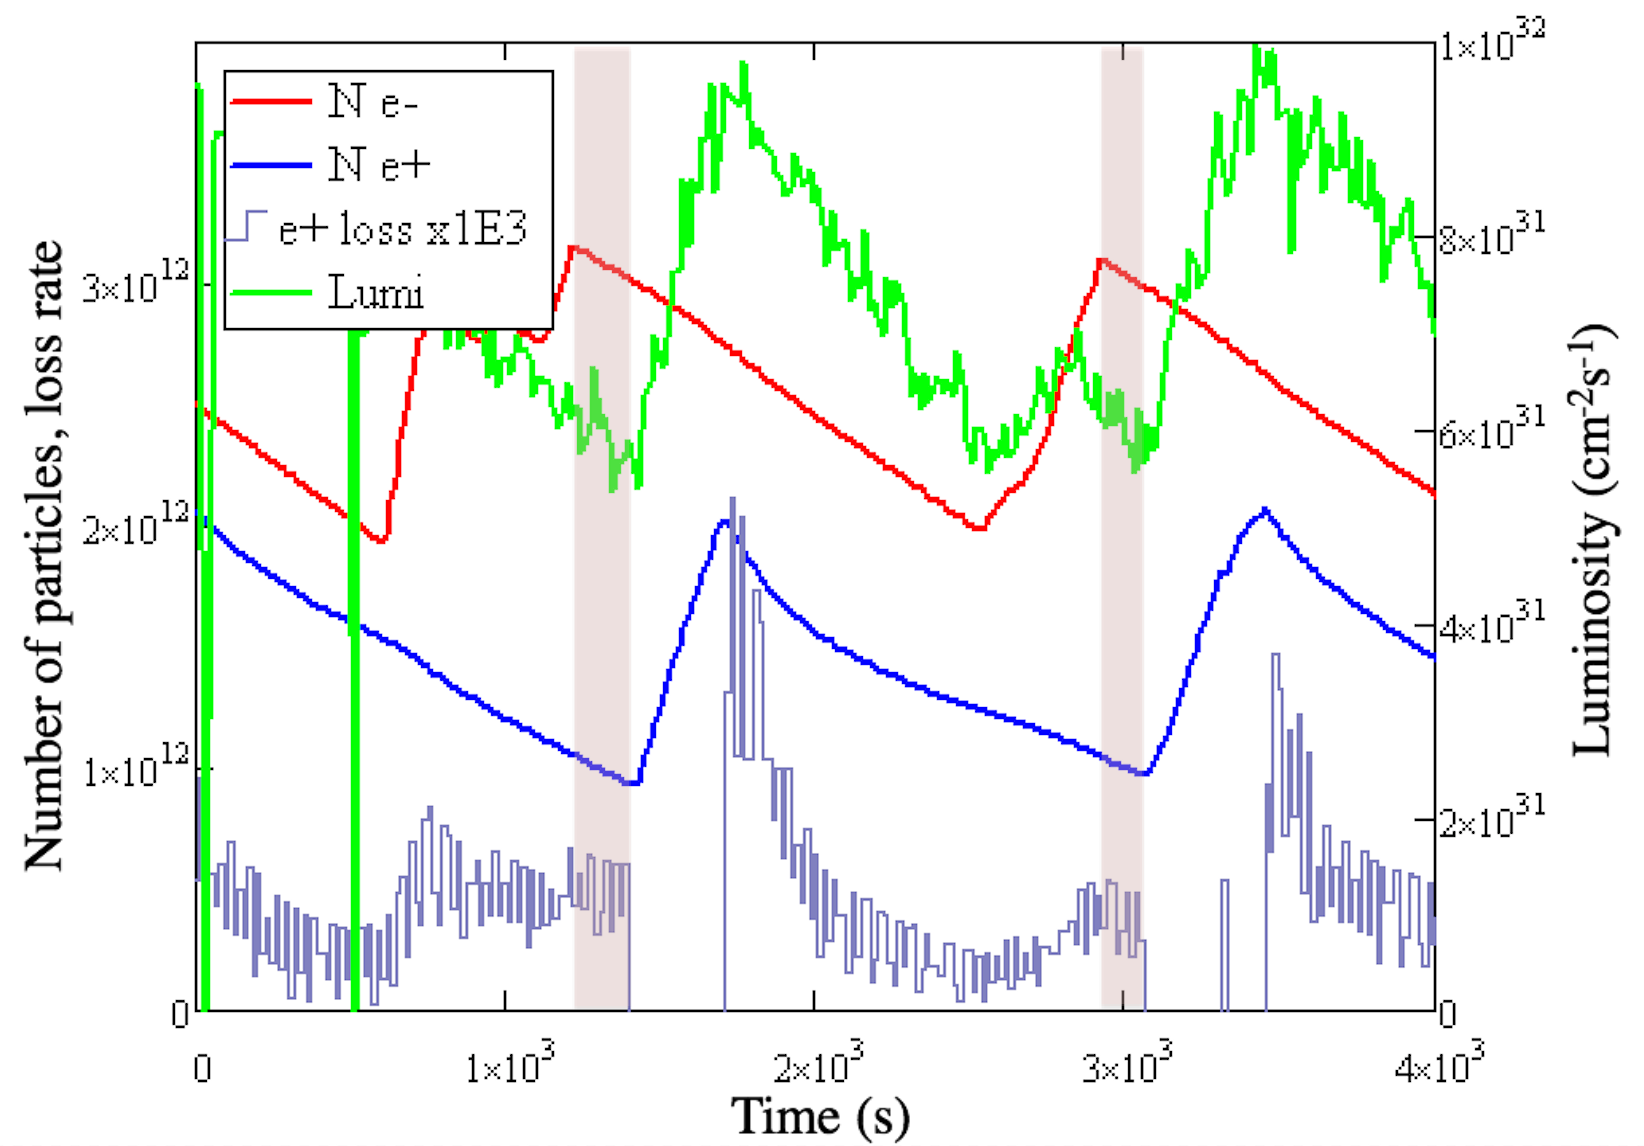 N e-
N e+
e+ loss x1E3
Lumi
Number of particles, loss rate
3×10¹²
2×10¹²
1×10¹²
0
1×10³²
8×10³¹
6×10³¹
4×10³¹
2×10³¹
0
Luminosity (cm⁻²s⁻¹)
0 1×10³ 2×10³ 3×10³ 4×10³
Time (s)